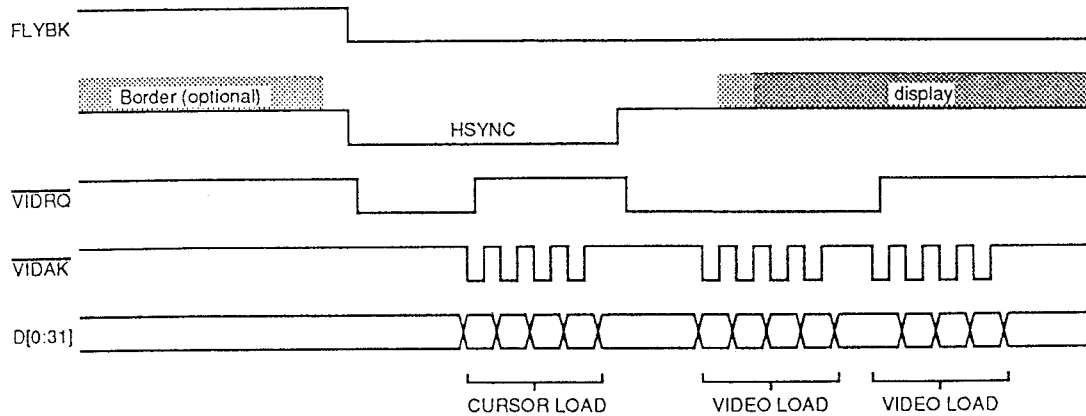 FLYBK
Border (optional)
display
HSYNC
VIDRQ
VIDAK
D[0:31]
CURSOR LOAD
VIDEO LOAD
VIDEO LOAD